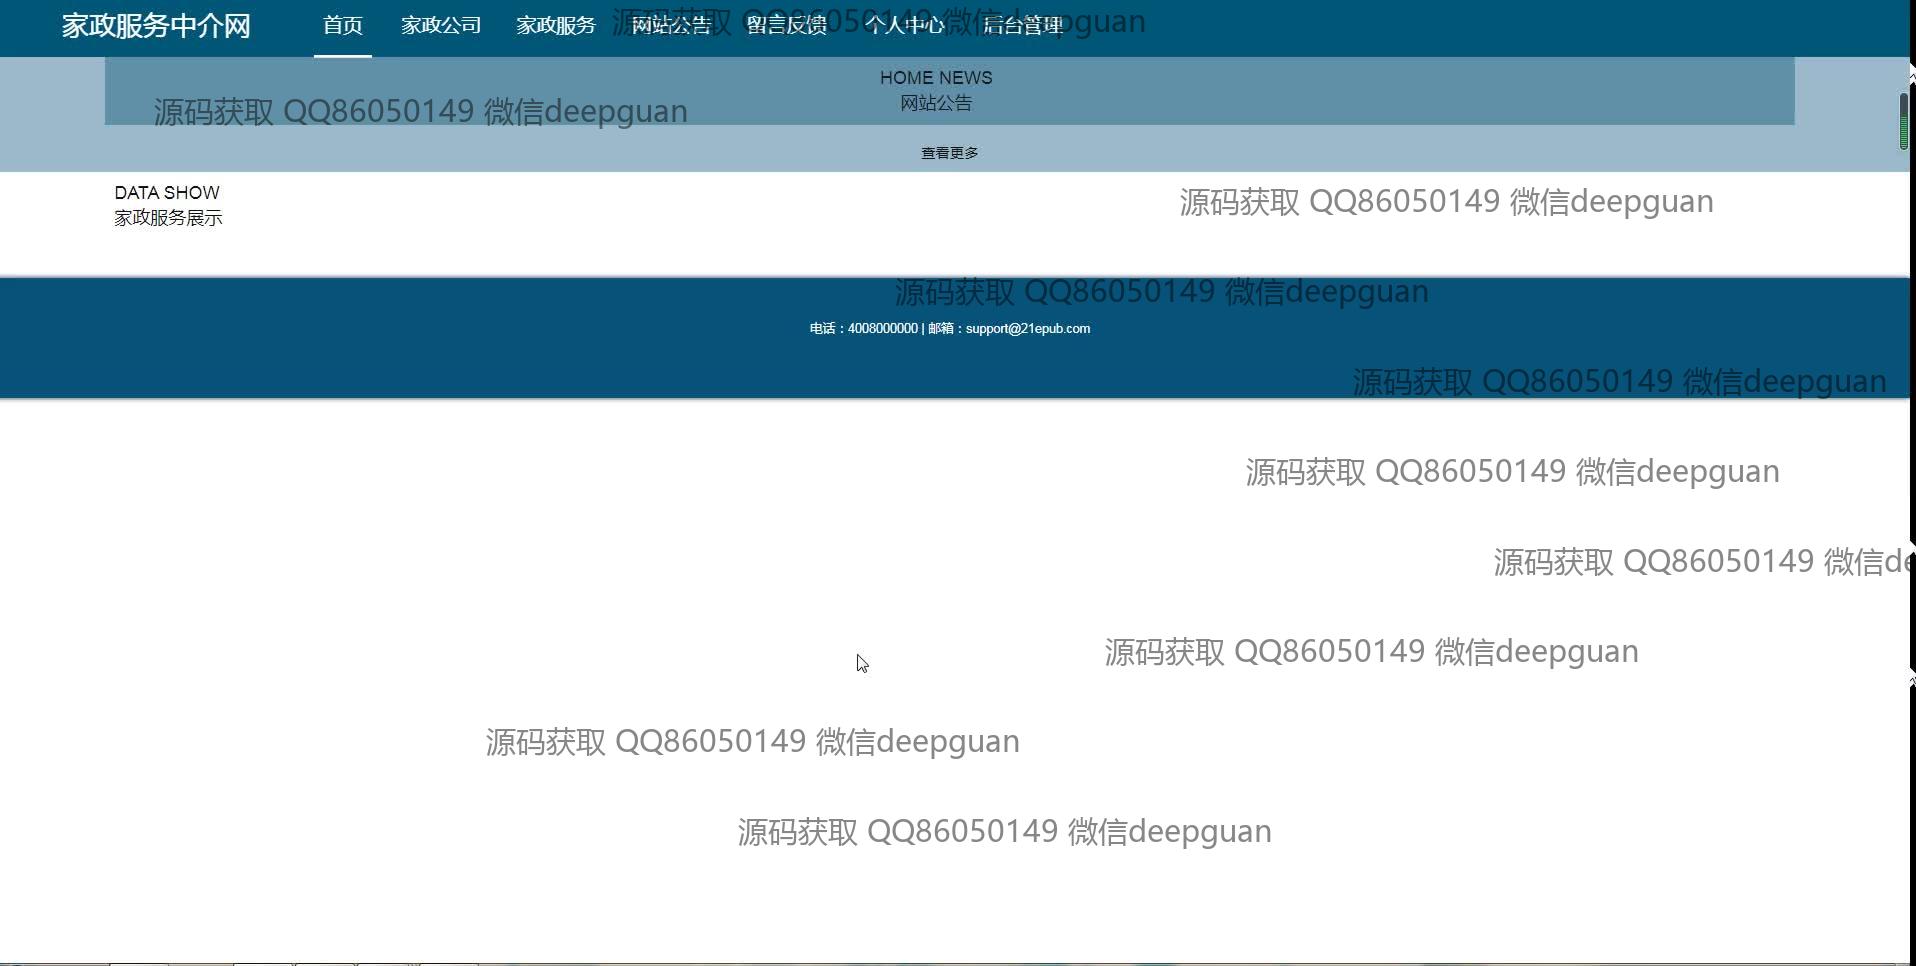 家政服务中介网 首页 家政公司 家政服务 网站公告 留言反馈 个人中心 后台管理
源码获取 QQ86050149 微信deepguan
HOME NEWS
网站公告
源码获取 QQ86050149 微信deepguan
查看更多
DATA SHOW
家政服务展示
源码获取 QQ86050149 微信deepguan
源码获取 QQ86050149 微信deepguan
电话：4008000000 | 邮箱：support@21epub.com
源码获取 QQ86050149 微信deepguan
源码获取 QQ86050149 微信deepguan
源码获取 QQ86050149 微信de
源码获取 QQ86050149 微信deepguan
源码获取 QQ86050149 微信deepguan
源码获取 QQ86050149 微信deepguan